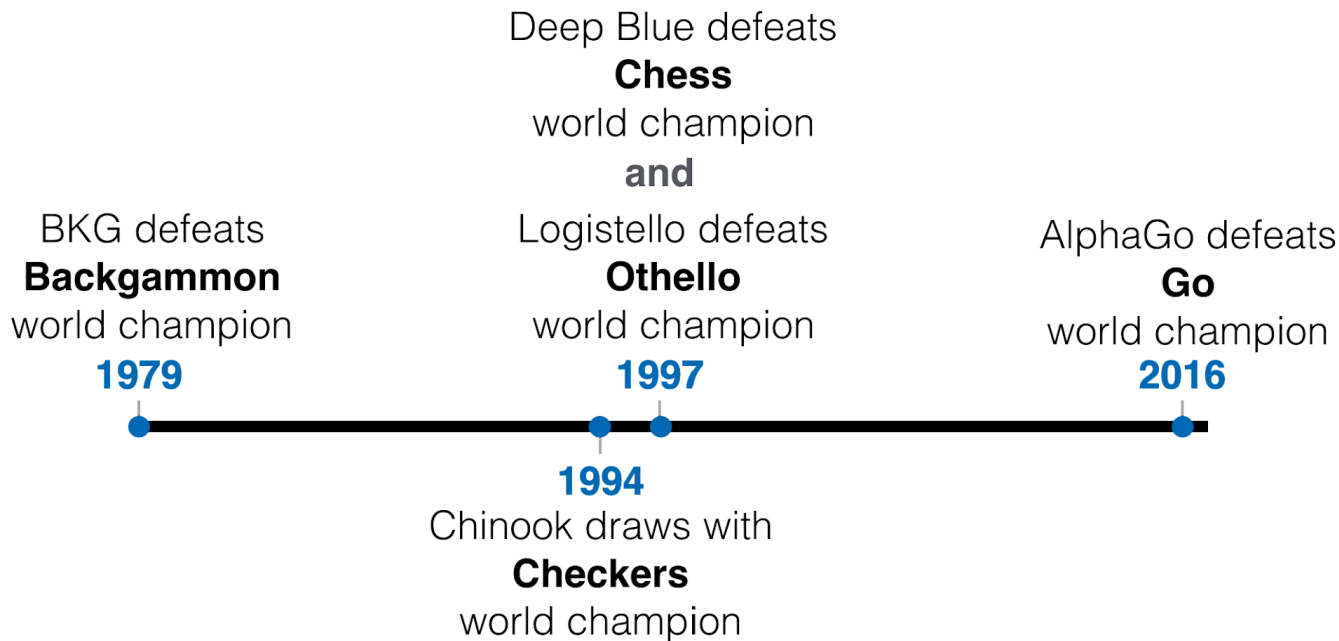 BKG defeats
Backgammon
world champion
1979
1994
Chinook draws with
Checkers
world champion
Deep Blue defeats
Chess
world champion
and
Logistello defeats
Othello
world champion
1997
AlphaGo defeats
Go
world champion
2016